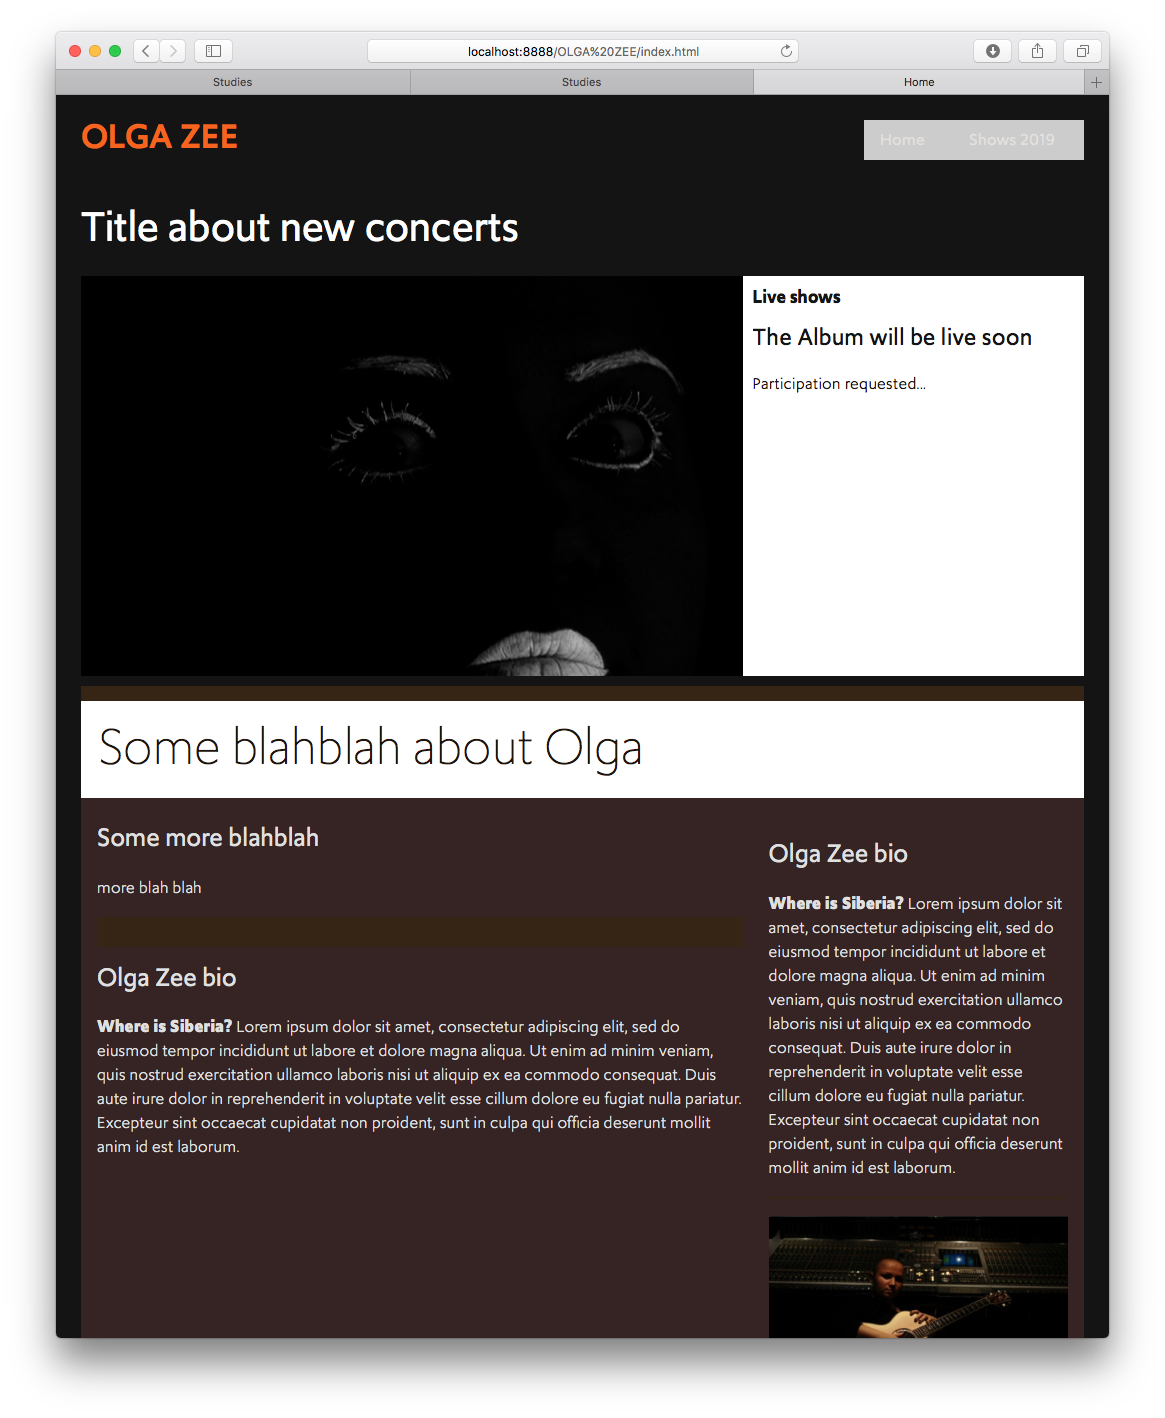 localhost:8888/OLGA%20ZEE/index.html
Studies
Studies
Home
OLGA ZEE
Home
Shows 2019
Title about new concerts
Live shows
The Album will be live soon
Participation requested...
Some blahblah about Olga
Some more blahblah
more blah blah
Olga Zee bio
Where is Siberia? Lorem ipsum dolor sit amet, consectetur adipiscing elit, sed do
eiusmod tempor incididunt ut labore et dolore magna aliqua. Ut enim ad minim veniam,
quis nostrud exercitation ullamco laboris nisi ut aliquip ex ea commodo consequat. Duis
aute irure dolor in reprehenderit in voluptate velit esse cillum dolore eu fugiat nulla pariatur.
Excepteur sint occaecat cupidatat non proident, sunt in culpa qui officia deserunt mollit
anim id est laborum.
Olga Zee bio
Where is Siberia? Lorem ipsum dolor sit
amet, consectetur adipiscing elit, sed do
eiusmod tempor incididunt ut labore et
dolore magna aliqua. Ut enim ad minim
veniam, quis nostrud exercitation ullamco
laboris nisi ut aliquip ex ea commodo
consequat. Duis aute irure dolor in
reprehenderit in voluptate velit esse
cillum dolore eu fugiat nulla pariatur.
Excepteur sint occaecat cupidatat non
proident, sunt in culpa qui officia deserunt
mollit anim id est laborum.